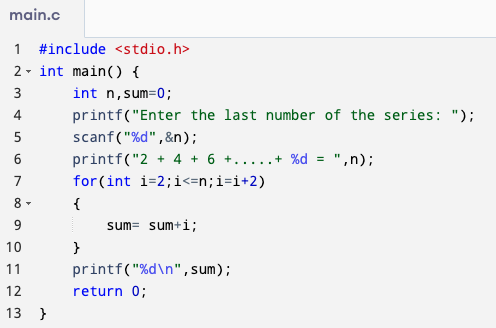 main.c
1 #include <stdio.h>
2 int main() {
3     int n,sum=0;
4     printf("Enter the last number of the series: ");
5     scanf("%d",&n);
6     printf("2 + 4 + 6 +.....+ %d = ",n);
7     for(int i=2;i<=n;i=i+2)
8     {
9         sum= sum+i;
10     }
11     printf("%d\n",sum);
12     return 0;
13 }